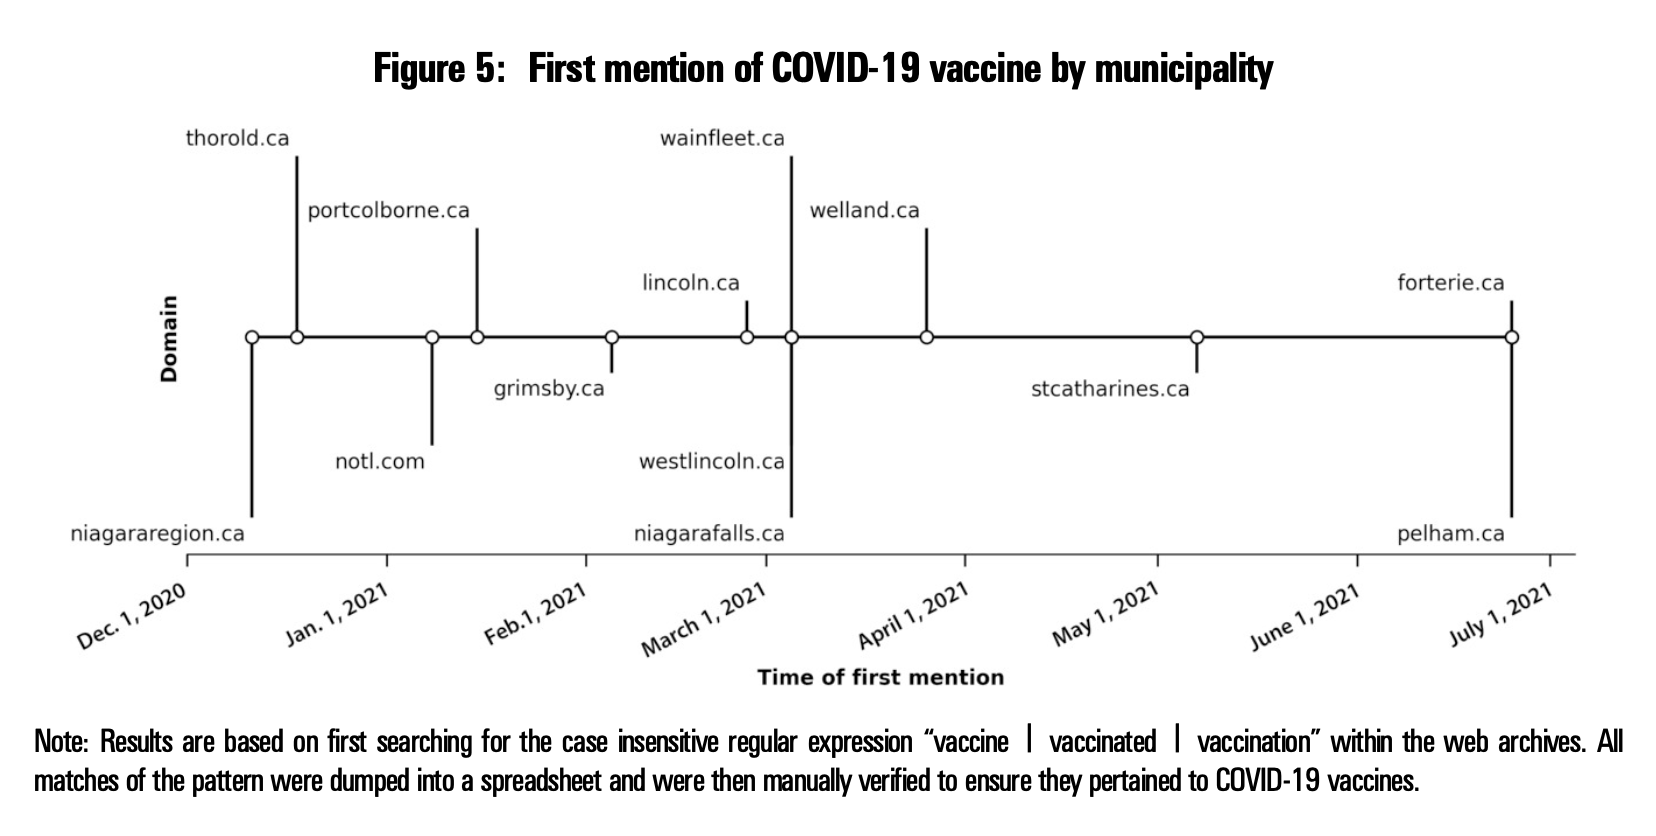 Figure 5: First mention of COVID-19 vaccine by municipality
thorold.ca
wainfleet.ca
portcolborne.ca
welland.ca
lincoln.ca
forterie.ca
Domain
grimsby.ca
stcatharines.ca
notl.com
westlincoln.ca
niagararegion.ca
niagarafalls.ca
pelham.ca
Dec. 1, 2020
Jan. 1, 2021
Feb.1, 2021
March 1, 2021
April 1, 2021
May 1, 2021
June 1, 2021
July 1, 2021
Time of first mention
Note: Results are based on first searching for the case insensitive regular expression “vaccine | vaccinated | vaccination” within the web archives. All
matches of the pattern were dumped into a spreadsheet and were then manually verified to ensure they pertained to COVID-19 vaccines.